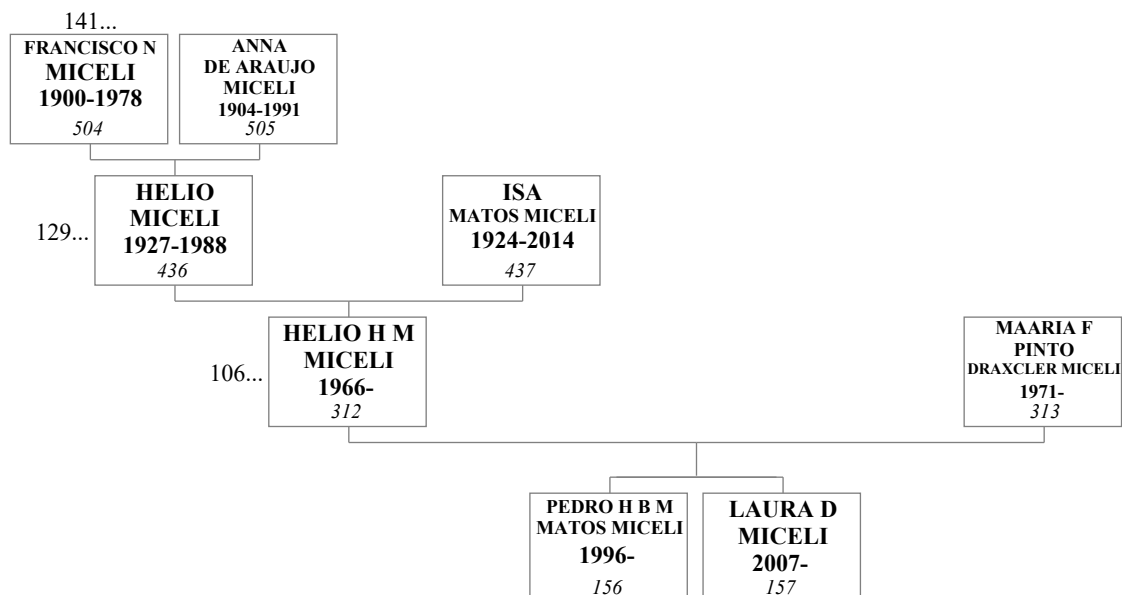 141...
FRANCISCO N
MICELI
1900-1978
504
ANNA
DE ARAUJO
MICELI
1904-1991
505
129...
HELIO
MICELI
1927-1988
436
ISA
MATOS MICELI
1924-2014
437
106...
HELIO H M
MICELI
1966-
312
MAARIA F
PINTO
DRAXCLER MICELI
1971-
313
PEDRO H B M
MATOS MICELI
1996-
156
LAURA D
MICELI
2007-
157